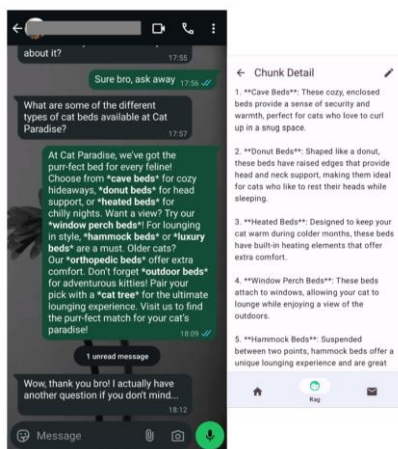 about it?
17:55
Sure bro, ask away 17:56
What are some of the different
types of cat beds available at Cat
Paradise?
17:57
At Cat Paradise, we've got the
purr-fect bed for every feline!
Choose from *cave beds* for cozy
hideaways, *donut beds* for head
support, or *heated beds* for
chilly nights. Want a view? Try our
*window perch beds*! For lounging
in style, *hammock beds* or *luxury
beds* are a must. Older cats?
Our *orthopedic beds* offer extra
comfort. Don't forget *outdoor beds*
for adventurous kitties! Pair your
pick with a *cat tree* for the ultimate
lounging experience. Visit us to find
the purr-fect match for your cat's
paradise!
18:09
1 unread message
Wow, thank you bro! I actually have
another question if you don't mind...
18:12
Message
Chunk Detail
1. **Cave Beds**: These cozy, enclosed
beds provide a sense of security and
warmth, perfect for cats who love to curl
up in a snug space.
2. **Donut Beds**: Shaped like a donut,
these beds have raised edges that provide
head and neck support, making them ideal
for cats who like to rest their heads while
sleeping.
3. **Heated Beds**: Designed to keep your
cat warm during colder months, these beds
have built-in heating elements that offer
extra comfort.
4. **Window Perch Beds**: These beds
attach to windows, allowing your cat to
lounge while enjoying a view of the
outdoors.
5. **Hammock Beds**: Suspended
between two points, hammock beds offer a
unique lounging experience and are great
Rag